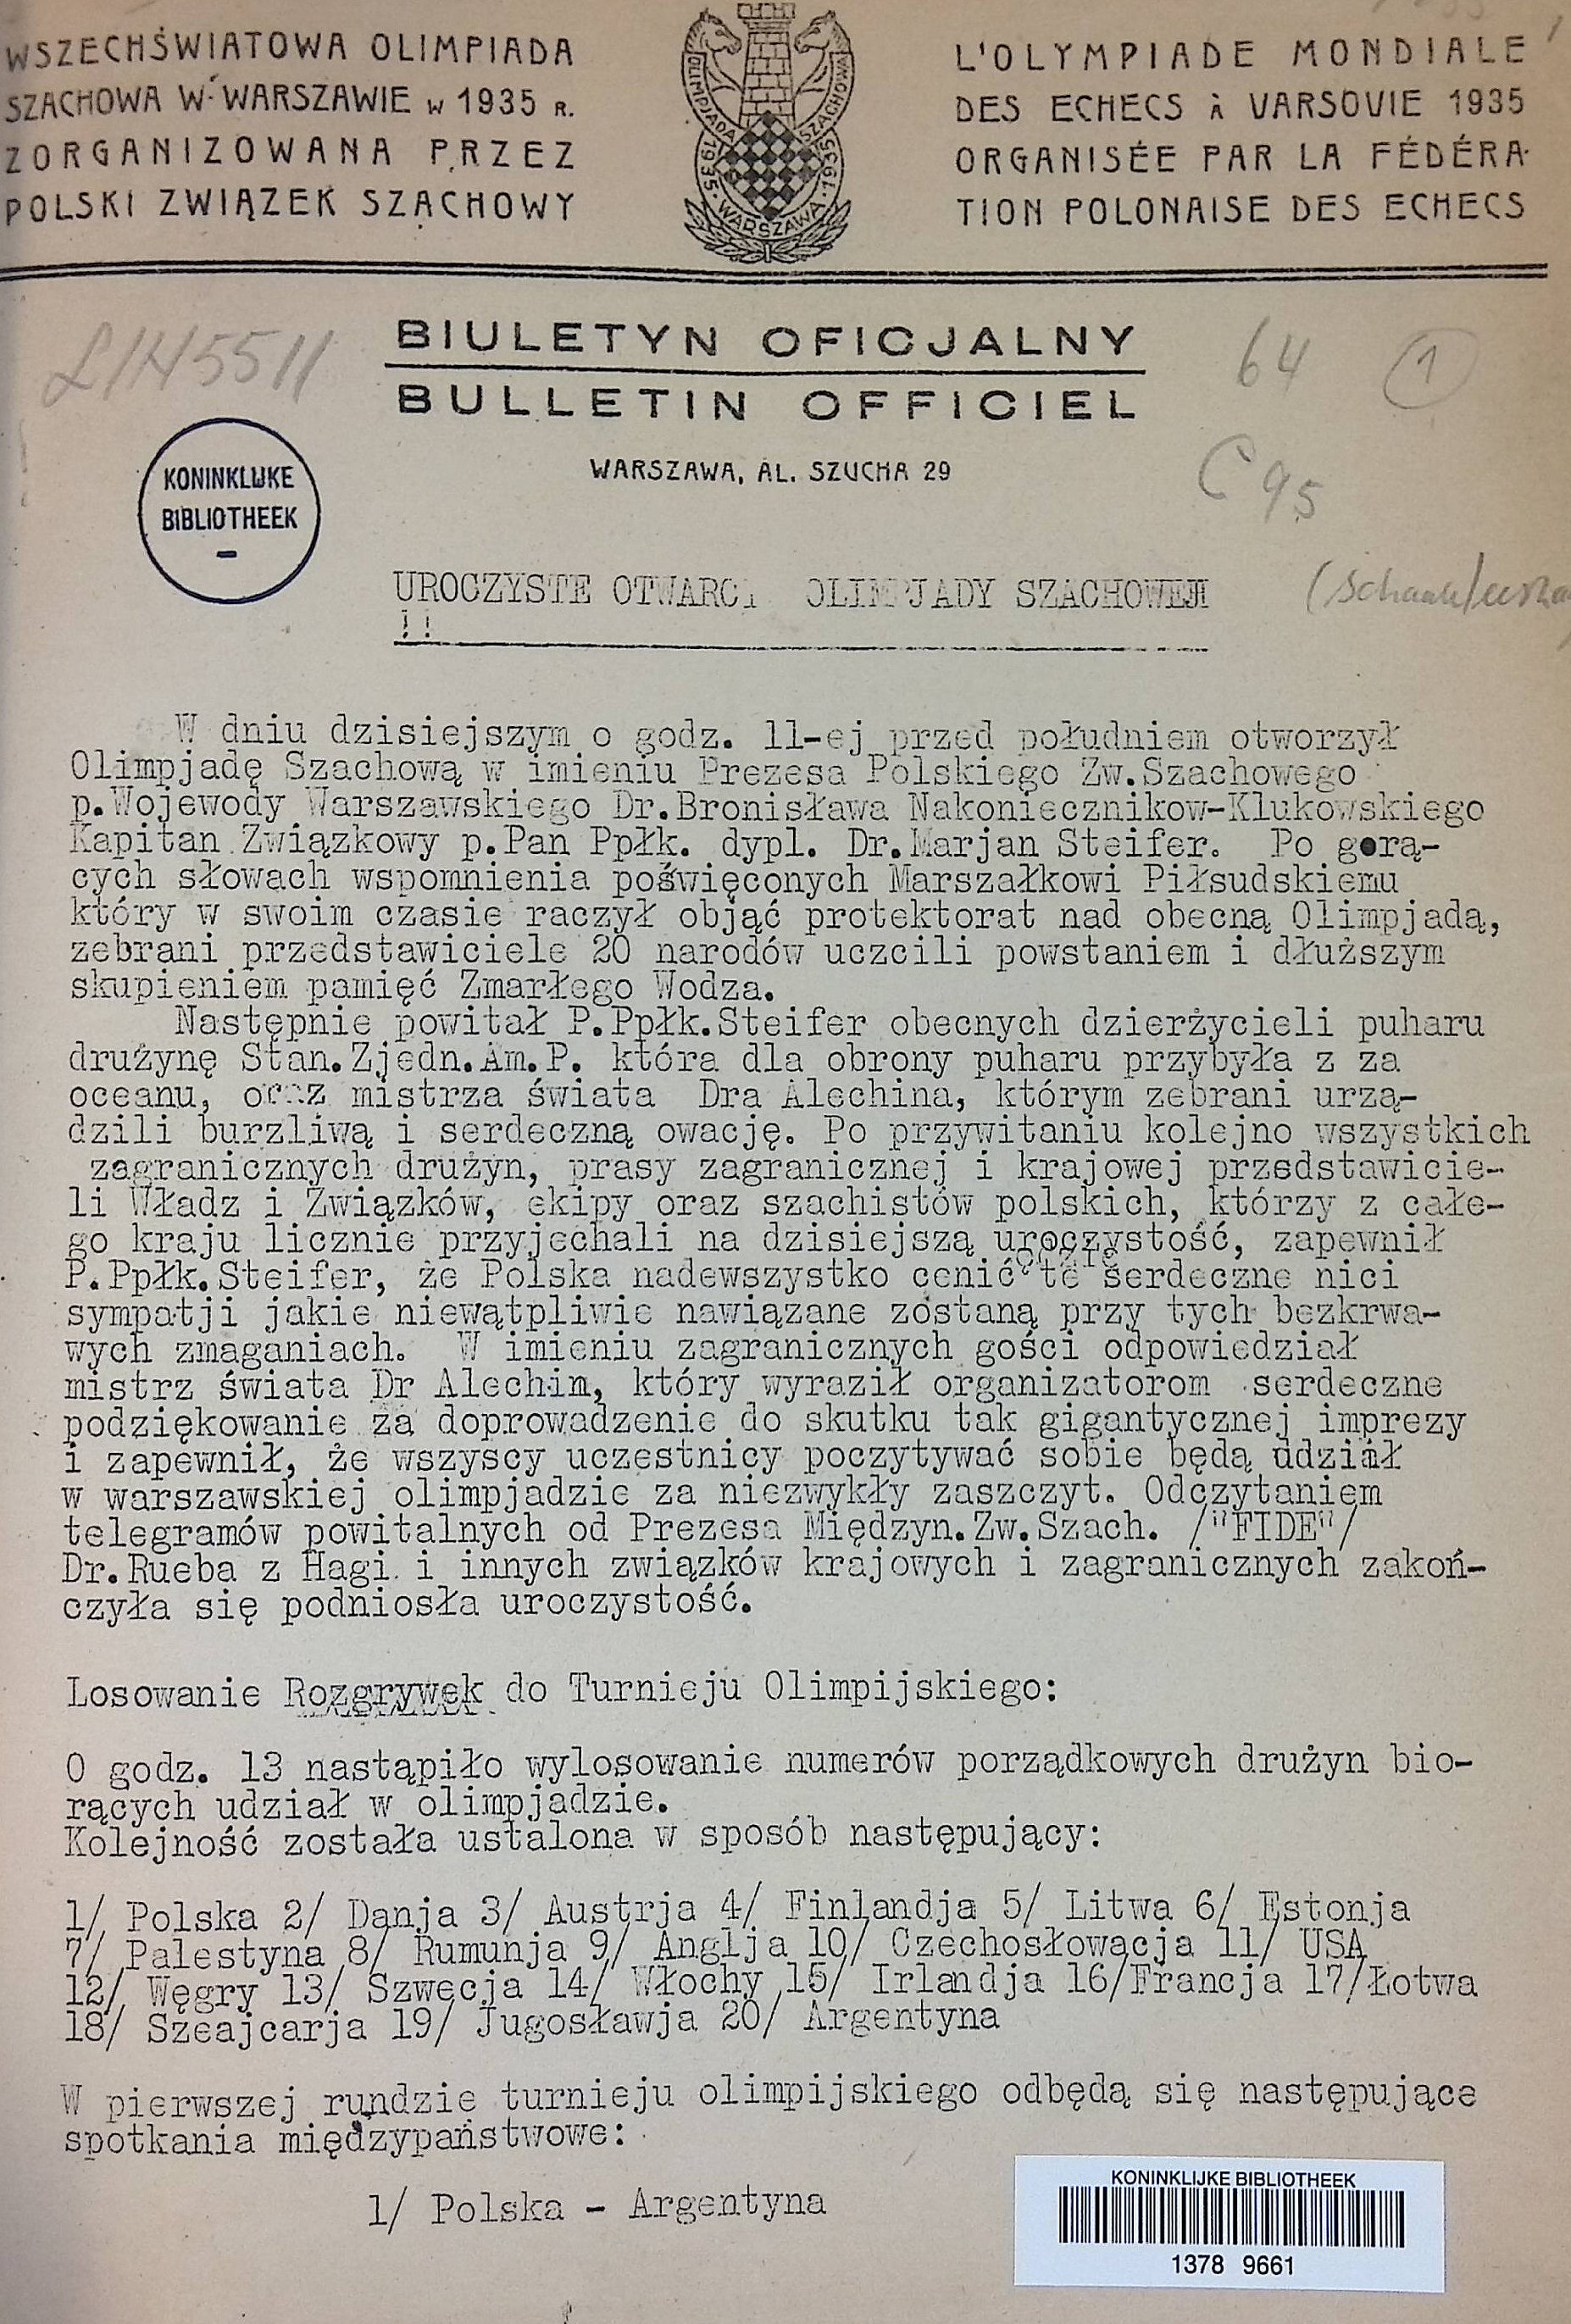 WSZECHŚWIATOWA OLIMPIADA
SZACHOWA W WARSZAWIE w 1935 R.
ZORGANIZOWANA PRZEZ
POLSKI ZWIĄZEK SZACHOWY
OLIMPJADA SZACHOWA
1935 · WARSZAWA · 1935
L'OLYMPIADE MONDIALE
DES ECHECS à VARSOVIE 1935
ORGANISÉE PAR LA FÉDÉRA-
TION POLONAISE DES ECHECS
BIULETYN OFICJALNY
BULLETIN OFFICIEL
64
1
WARSZAWA, AL. SZUCHA 29
C 95
KONINKLIJKE
BIBLIOTHEEK
UROCZYSTE OTWARCI OLIMPJADY SZACHOWEJ
W dniu dzisiejszym o godz. 11-ej przed południem otworzył
Olimpjadę Szachową w imieniu Prezesa Polskiego Zw.Szachowego
p.Wojewody Warszawskiego Dr.Bronisława Nakoniecznikow-Klukowskiego
Kapitan Związkowy p.Pan Ppłk. dypl. Dr.Marjan Steifer. Po gorą-
cych słowach wspomnienia poświęconych Marszałkowi Piłsudskiemu
który w swoim czasie raczył objąć protektorat nad obecną Olimpjadą,
zebrani przedstawiciele 20 narodów uczcili powstaniem i dłuższym
skupieniem pamięć Zmarłego Wodza.
Następnie powitał P.Ppłk.Steifer obecnych dzierżycieli puharu
drużynę Stan.Zjedn.Am.P. która dla obrony puharu przybyła z za
oceanu, oraz mistrza świata Dra Alechina, którym zebrani urzą-
dzili burzliwą i serdeczną owację. Po przywitaniu kolejno wszystkich
zagranicznych drużyn, prasy zagranicznej i krajowej przedstawicie-
li Władz i Związków, ekipy oraz szachistów polskich, którzy z całe-
go kraju licznie przyjechali na dzisiejszą uroczystość, zapewnił
P.Ppłk.Steifer, że Polska nadewszystko cenić te serdeczne nici
sympatji jakie niewątpliwie nawiązane zostaną przy tych bezkrwa-
wych zmaganiach. W imieniu zagranicznych gości odpowiedział
mistrz świata Dr Alechin, który wyraził organizatorom serdeczne
podziękowanie za doprowadzenie do skutku tak gigantycznej imprezy
i zapewnił, że wszyscy uczestnicy poczytywać sobie będą udział
w warszawskiej olimpjadzie za niezwykły zaszczyt. Odczytaniem
telegramów powitalnych od Prezesa Międzyn.Zw.Szach. /"FIDE"/
Dr.Rueba z Hagi i innych związków krajowych i zagranicznych zakoń-
czyła się podniosła uroczystość.
Losowanie Rozgrywek do Turnieju Olimpijskiego:
O godz. 13 nastąpiło wylosowanie numerów porządkowych drużyn bio-
rących udział w olimpjadzie.
Kolejność została ustalona w sposób następujący:
1/ Polska 2/ Danja 3/ Austrja 4/ Finlandja 5/ Litwa 6/ Estonja
7/ Palestyna 8/ Rumunja 9/ Anglja 10/ Czechosłowacja 11/ USA
12/ Węgry 13/ Szwecja 14/ Włochy 15/ Irlandja 16/Francja 17/Łotwa
18/ Szeajcarja 19/ Jugosławja 20/ Argentyna
W pierwszej rundzie turnieju olimpijskiego odbędą się następujące
spotkania międzypaństwowe:
1/ Polska - Argentyna
KONINKLIJKE BIBLIOTHEEK
1378 9661